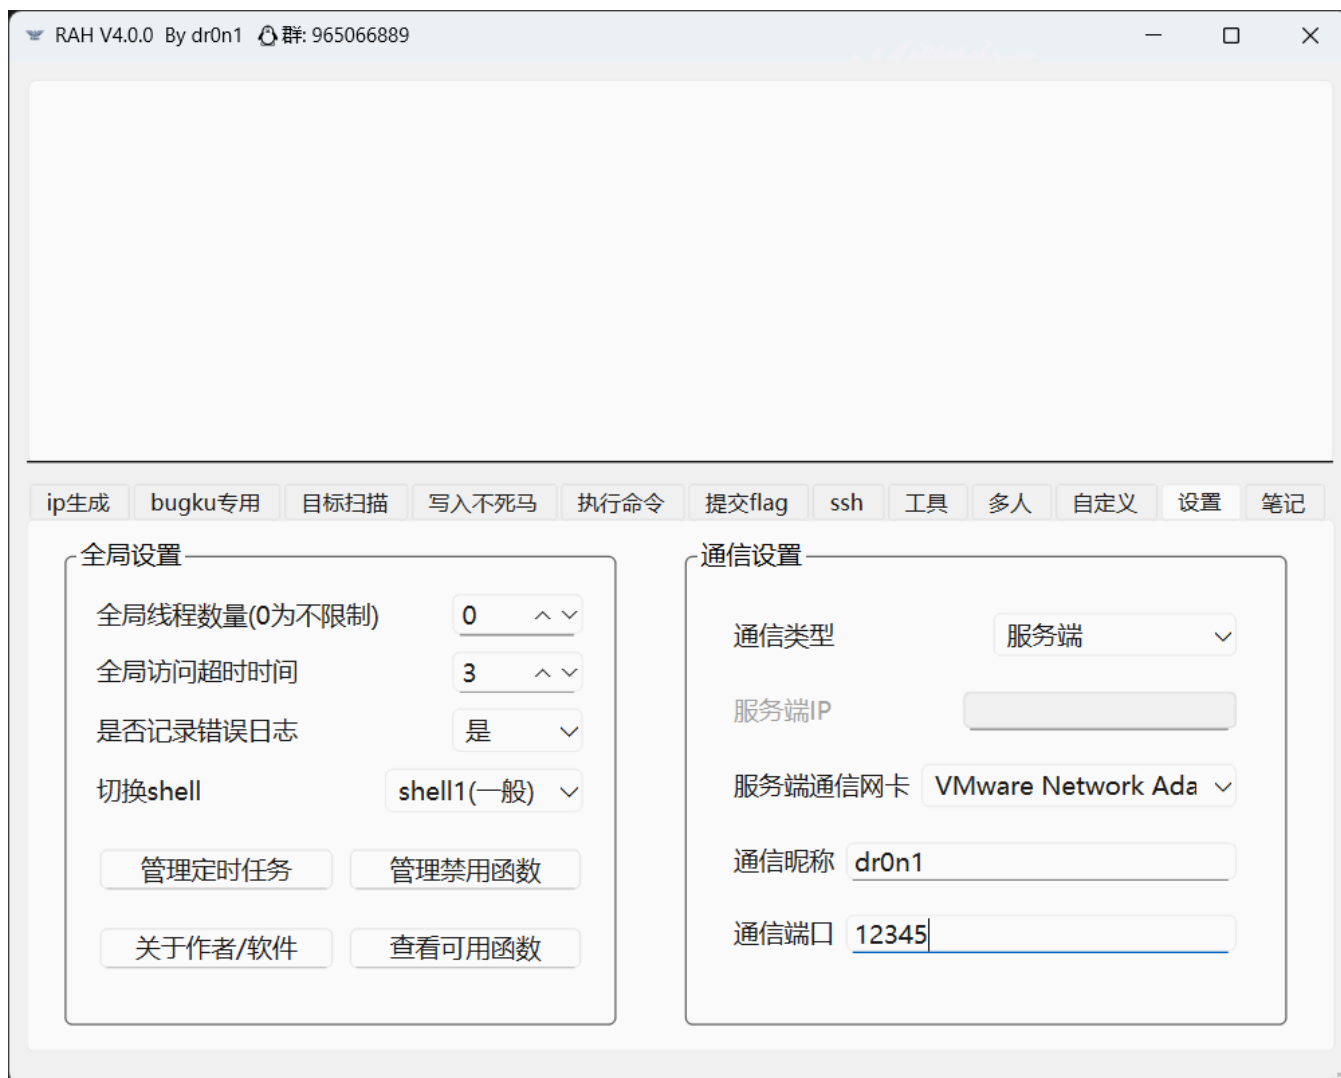 RAH V4.0.0 By dr0n1 群: 965066889
ip生成 bugku专用 目标扫描 写入不死马 执行命令 提交flag ssh 工具 多人 自定义 设置 笔记
全局设置
全局线程数量(0为不限制) 0
全局访问超时时间 3
是否记录错误日志 是
切换shell shell1(一般)
管理定时任务 管理禁用函数
关于作者/软件 查看可用函数
通信设置
通信类型 服务端
服务端IP
服务端通信网卡 VMware Network Ada
通信昵称 dr0n1
通信端口 12345